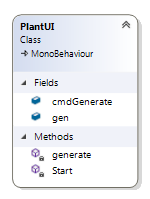 PlantUI
Class
MonoBehaviour
Fields
cmdGenerate
gen
Methods
generate
Start